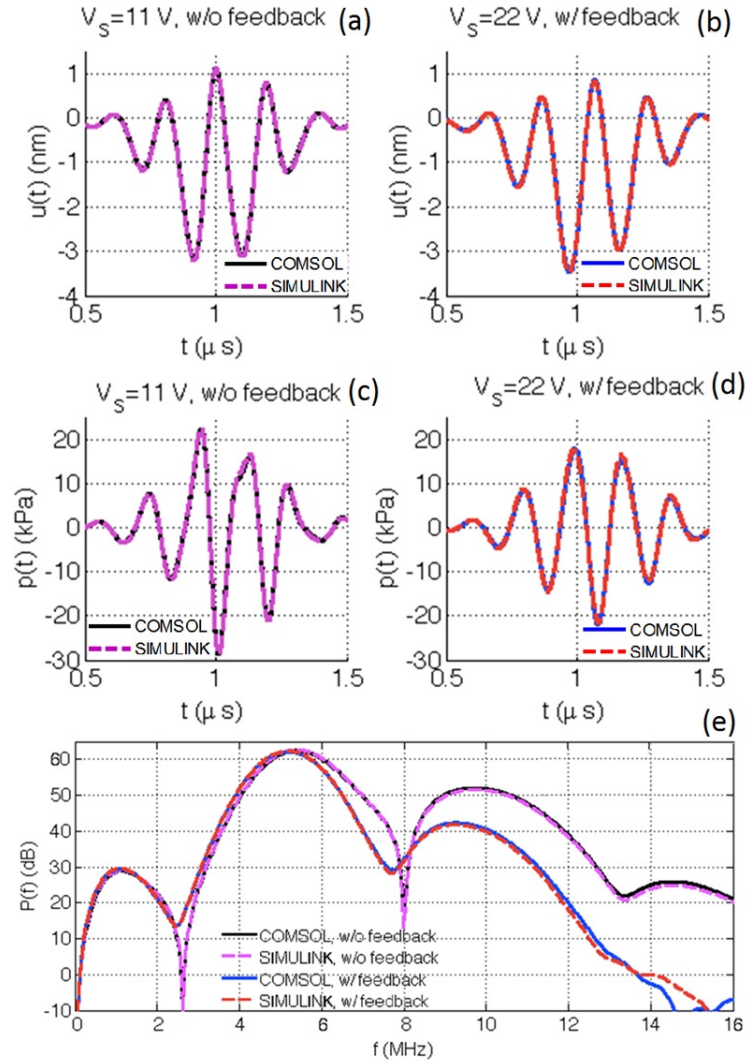 V_S=11 V, w/o feedback (a)
1
0
-1
-2
-3
-4
u(t) (nm)
COMSOL
SIMULINK
0.5 1 1.5
t (μ s)
V_S=22 V, w/ feedback (b)
1
0
-1
-2
-3
-4
u(t) (nm)
COMSOL
SIMULINK
0.5 1 1.5
t (μ s)
V_S=11 V, w/o feedback (c)
20
10
0
-10
-20
-30
p(t) (kPa)
COMSOL
SIMULINK
0.5 1 1.5
t (μ s)
V_S=22 V, w/ feedback (d)
20
10
0
-10
-20
-30
p(t) (kPa)
COMSOL
SIMULINK
0.5 1 1.5
t (μ s)
(e)
60
50
40
30
20
10
0
-10
P(f) (dB)
COMSOL, w/o feedback
SIMULINK, w/o feedback
COMSOL, w/ feedback
SIMULINK, w/ feedback
0 2 4 6 8 10 12 14 16
f (MHz)